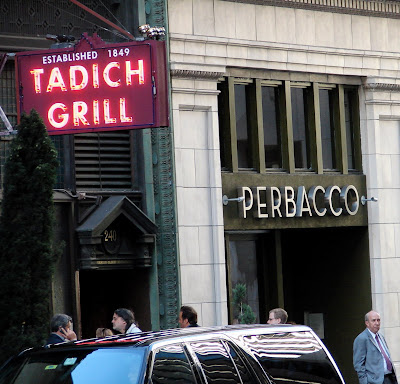 ESTABLISHED 1849
TADICH
GRILL
240
PERBACCO